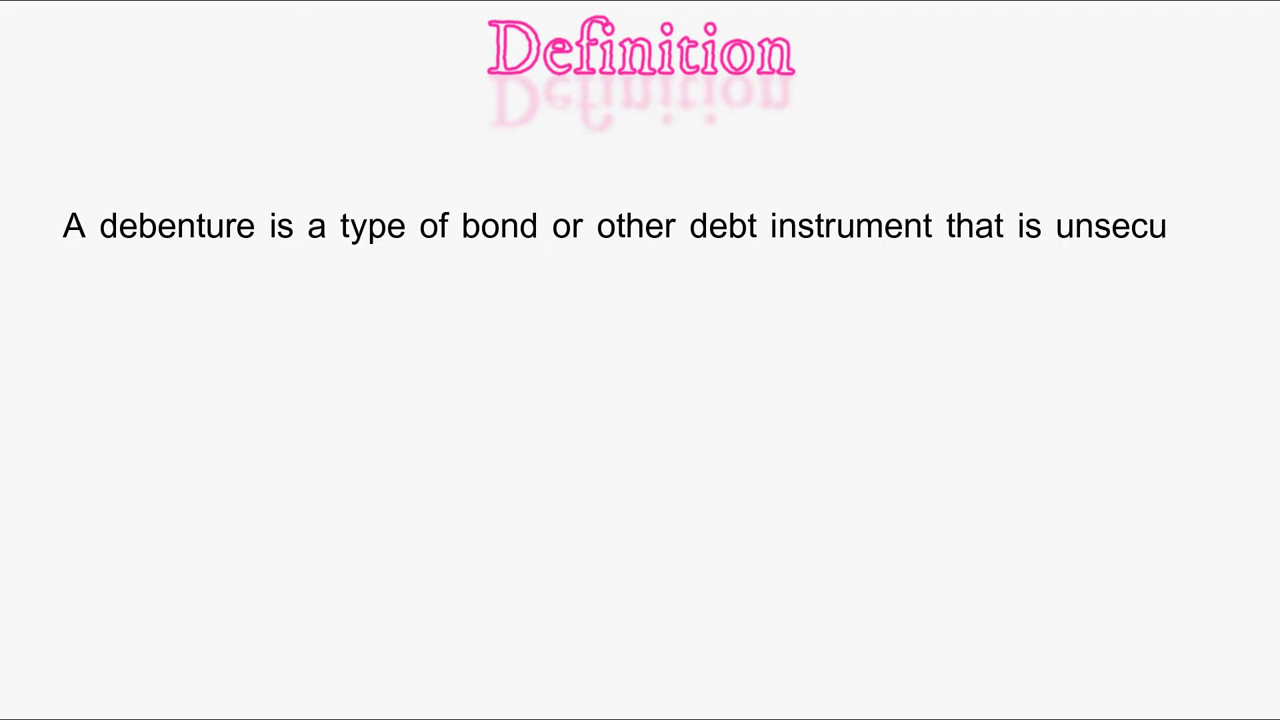 Definition
A debenture is a type of bond or other debt instrument that is unsecu